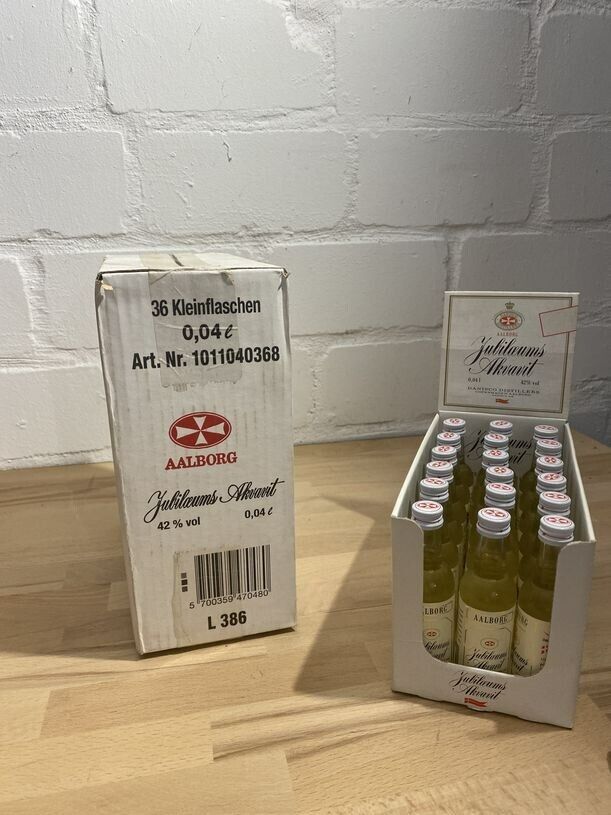 36 Kleinflaschen
0,04 ℓ
Art. Nr. 1011040368
AALBORG
Jubilæums Akvavit
42 % vol
0,04 ℓ
5 700359 470480
L 386
AALBORG
Jubilæums
Akvavit
0,04 l
42% vol
DANISCO DISTILLERS
AALBORG
Jubilæums
Akvavit
Jubilæums
Akvavit